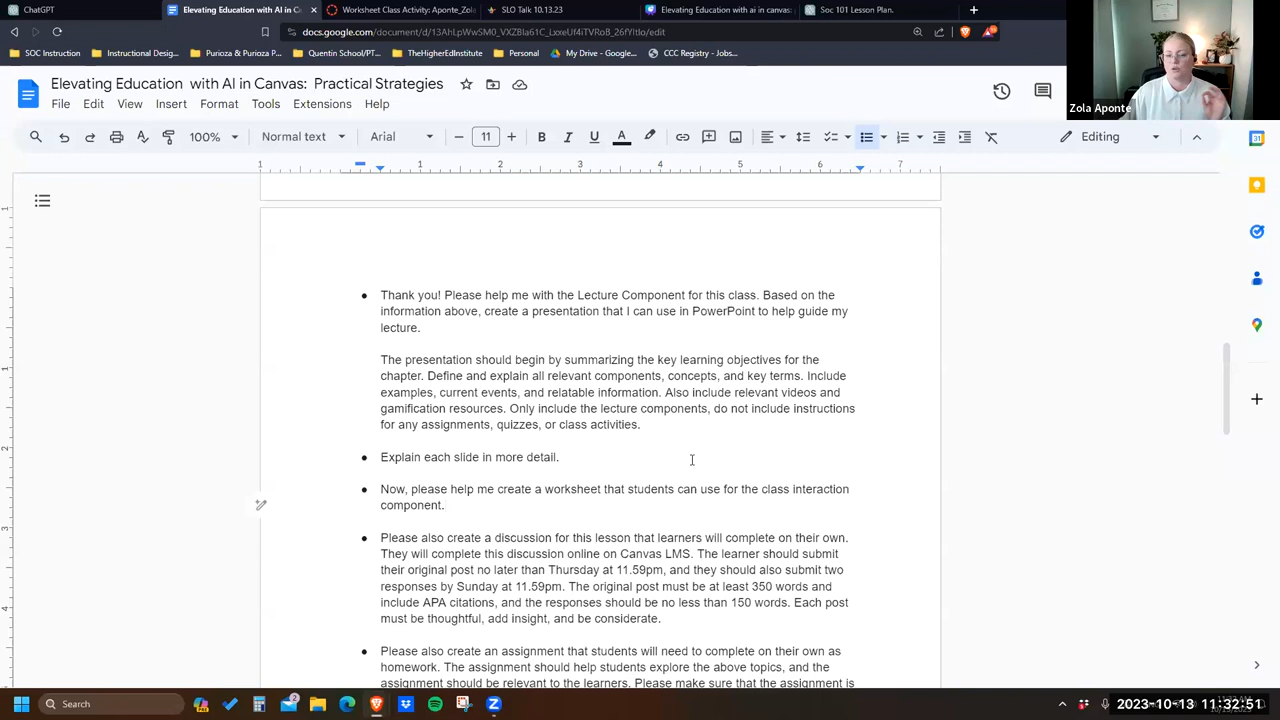 ChatGPT
Elevating Education with AI in C
Worksheet Class Activity: Aponte_Zola
SLO Talk 10.13.23
Elevating Education with Ai in canvas:
Soc 101 Lesson Plan.
SOC Instruction
Instructional Desig...
Purioza & Purioza P...
Quentin School/PT...
TheHigherEdInstitute
Personal
My Drive - Google...
CCC Registry - Jobs...
Zola Aponte
Elevating Education with AI in Canvas: Practical Strategies
File Edit View Insert Format Tools Extensions Help
100% Normal text Arial 11 Editing
1 1 2 3 4 5 6 7
Thank you! Please help me with the Lecture Component for this class. Based on the
information above, create a presentation that I can use in PowerPoint to help guide my
lecture.
The presentation should begin by summarizing the key learning objectives for the
chapter. Define and explain all relevant components, concepts, and key terms. Include
examples, current events, and relatable information. Also include relevant videos and
gamification resources. Only include the lecture components, do not include instructions
for any assignments, quizzes, or class activities.
Explain each slide in more detail.
Now, please help me create a worksheet that students can use for the class interaction
component.
Please also create a discussion for this lesson that learners will complete on their own.
They will complete this discussion online on Canvas LMS. The learner should submit
their original post no later than Thursday at 11.59pm, and they should also submit two
responses by Sunday at 11.59pm. The original post must be at least 350 words and
include APA citations, and the responses should be no less than 150 words. Each post
must be thoughtful, add insight, and be considerate.
Please also create an assignment that students will need to complete on their own as
homework. The assignment should help students explore the above topics, and the
assignment should be relevant to the learners. Please make sure that the assignment is
Search
2023-10-13 11:32:51